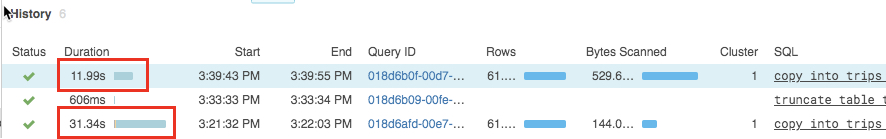 History 6
Status Duration Start End Query ID Rows Bytes Scanned Cluster SQL
11.99s 3:39:43 PM 3:39:55 PM 018d6b0f-00d7-... 61.... 529.6... 1 copy into trips
606ms 3:33:33 PM 3:33:34 PM 018d6b09-00fe-... truncate table t
31.34s 3:21:32 PM 3:22:03 PM 018d6afd-00e7-... 61.... 144.0... 1 copy into trips